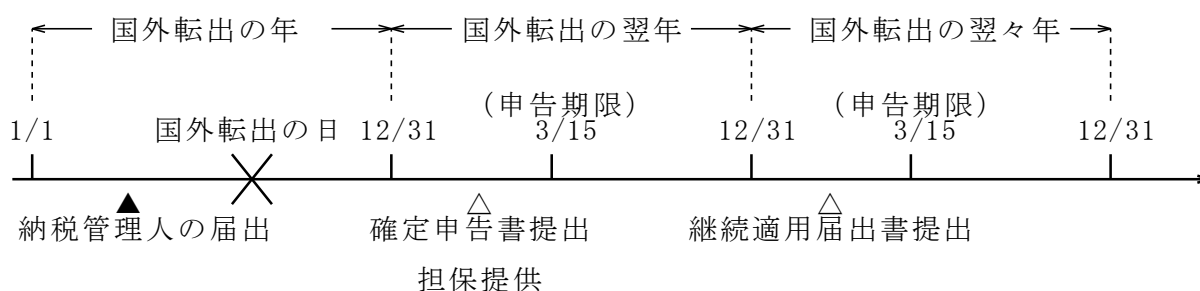 国外転出の年 国外転出の翌年 国外転出の翌々年
(申告期限) (申告期限)
1/1 国外転出の日 12/31 3/15 12/31 3/15 12/31
納税管理人の届出 確定申告書提出 継続適用届出書提出
担保提供